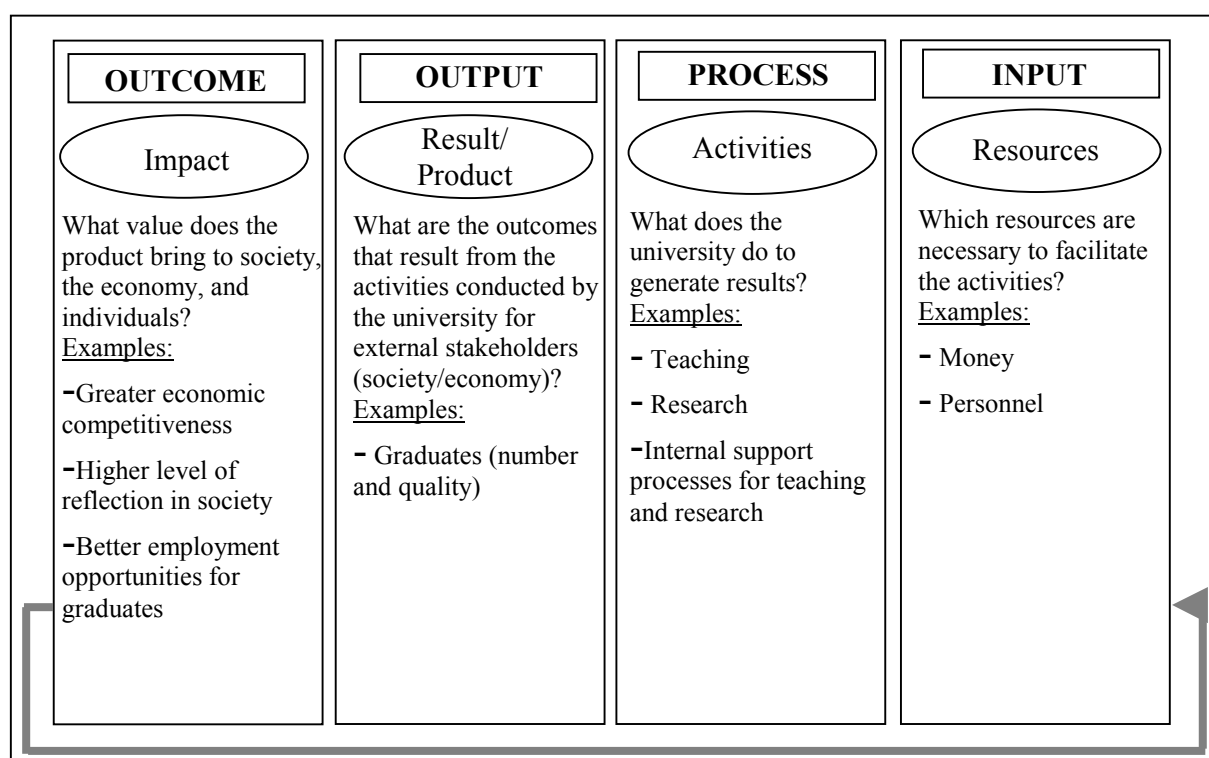 OUTCOME
Impact
What value does the
product bring to society,
the economy, and
individuals?
Examples:
-Greater economic
competitiveness
-Higher level of
reflection in society
-Better employment
opportunities for
graduates
OUTPUT
Result/
Product
What are the outcomes
that result from the
activities conducted by
the university for
external stakeholders
(society/economy)?
Examples:
- Graduates (number
and quality)
PROCESS
Activities
What does the
university do to
generate results?
Examples:
- Teaching
- Research
-Internal support
processes for teaching
and research
INPUT
Resources
Which resources are
necessary to facilitate
the activities?
Examples:
- Money
- Personnel